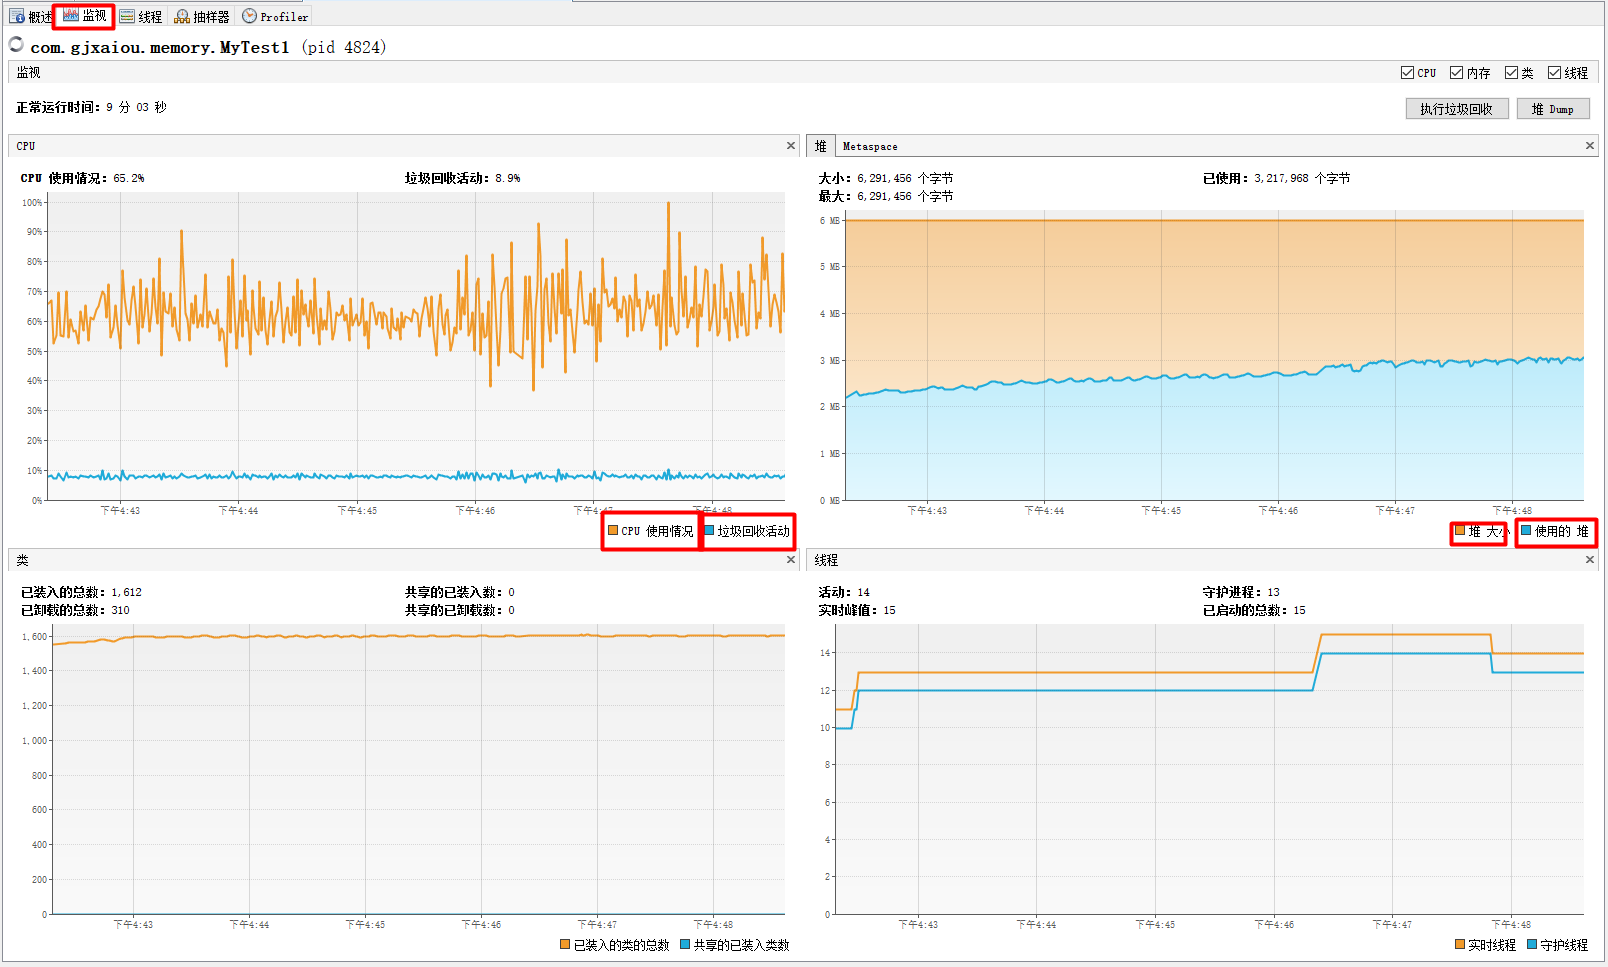 概述 监视 线程 抽样器 Profiler
com.gjxaiou.memory.MyTest1 (pid 4824)
监视 CPU 内存 类 线程
正常运行时间: 9 分 03 秒 执行垃圾回收 堆 Dump
CPU
CPU 使用情况: 65.2% 垃圾回收活动: 8.9%
100%
90%
80%
70%
60%
50%
40%
30%
20%
10%
0%
下午4:43 下午4:44 下午4:45 下午4:46 下午4:47 下午4:48
CPU 使用情况 垃圾回收活动
堆 Metaspace
大小: 6,291,456 个字节 已使用: 3,217,968 个字节
最大: 6,291,456 个字节
6 MB
5 MB
4 MB
3 MB
2 MB
1 MB
0 MB
下午4:43 下午4:44 下午4:45 下午4:46 下午4:47 下午4:48
堆 大小 使用的 堆
类
已装入的总数: 1,612 共享的已装入数: 0
已卸载的总数: 310 共享的已卸载数: 0
1,600
1,400
1,200
1,000
800
600
400
200
0
下午4:43 下午4:44 下午4:45 下午4:46 下午4:47 下午4:48
已装入的类的总数 共享的已装入类数
线程
活动: 14 守护进程: 13
实时峰值: 15 已启动的总数: 15
14
12
10
8
6
4
2
0
下午4:43 下午4:44 下午4:45 下午4:46 下午4:47 下午4:48
实时线程 守护线程